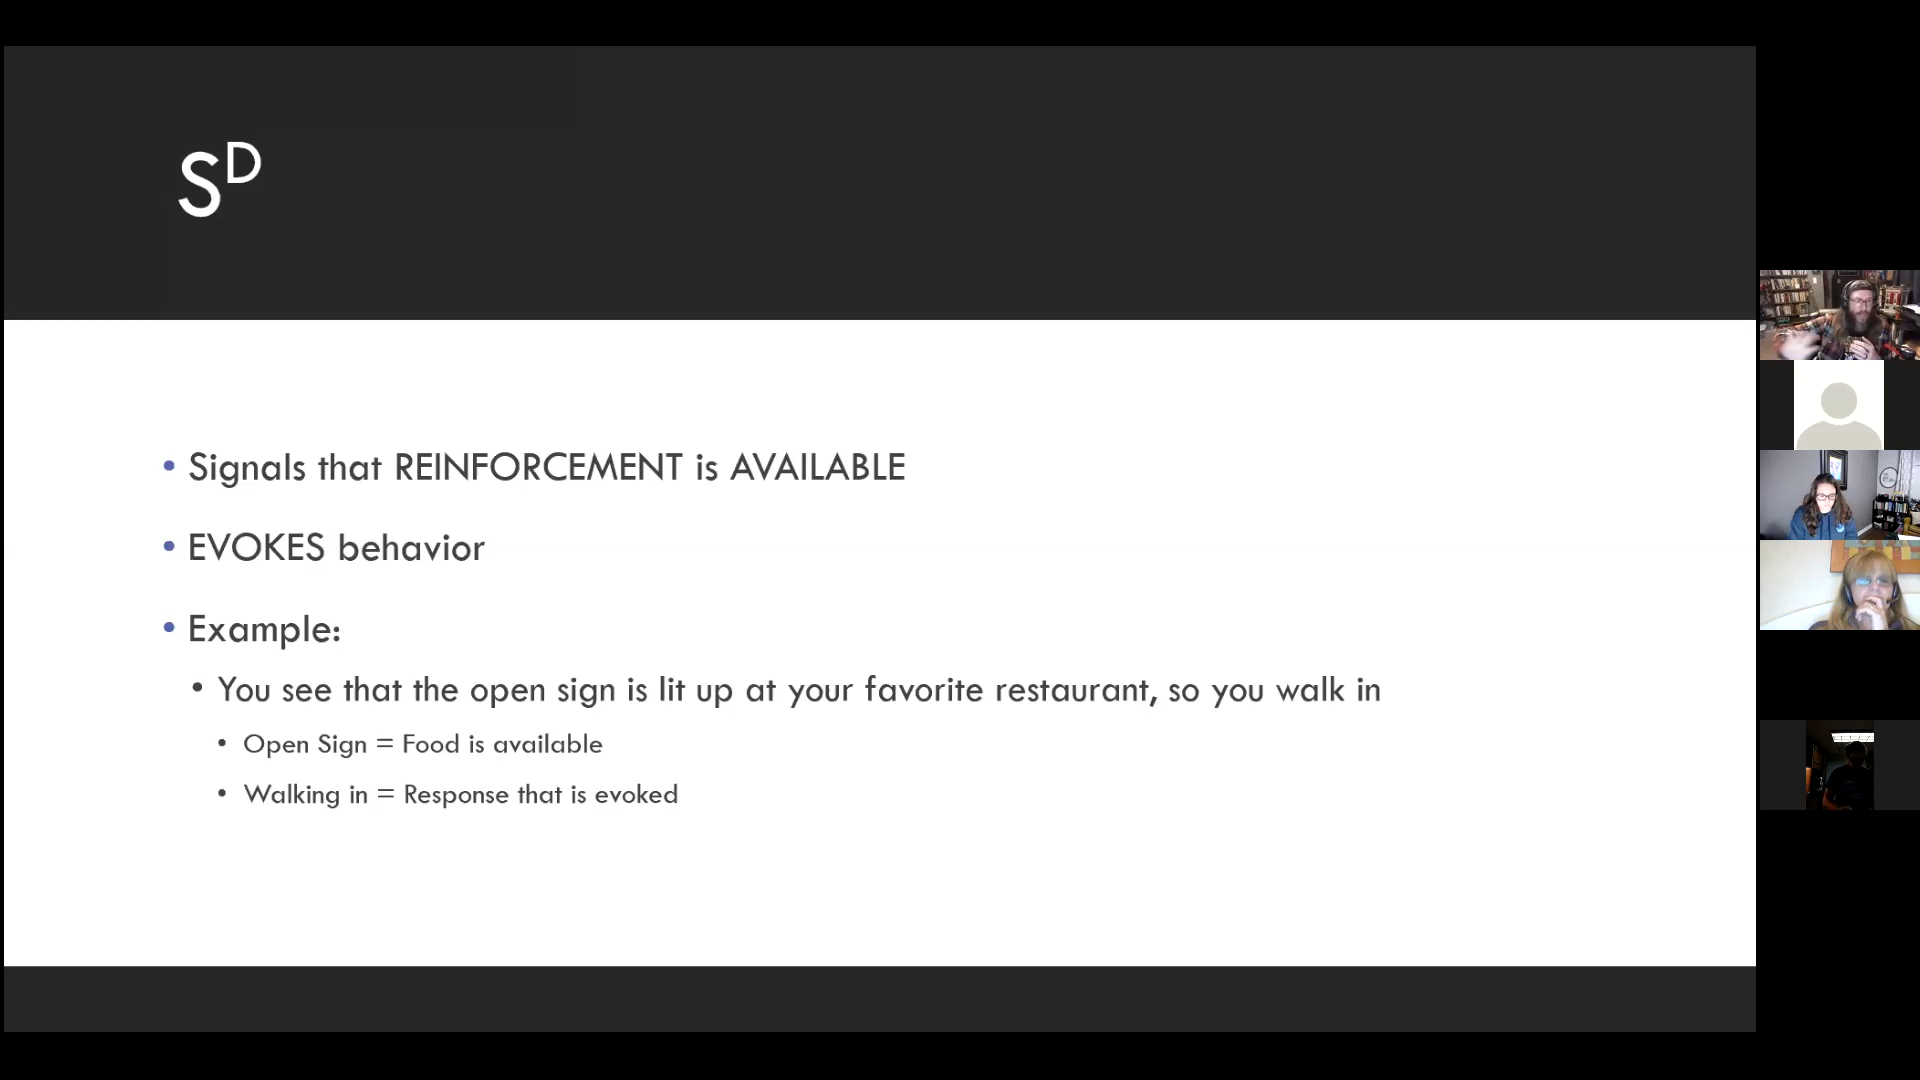 S^D
• Signals that REINFORCEMENT is AVAILABLE
• EVOKES behavior
• Example:
• You see that the open sign is lit up at your favorite restaurant, so you walk in
• Open Sign = Food is available
• Walking in = Response that is evoked